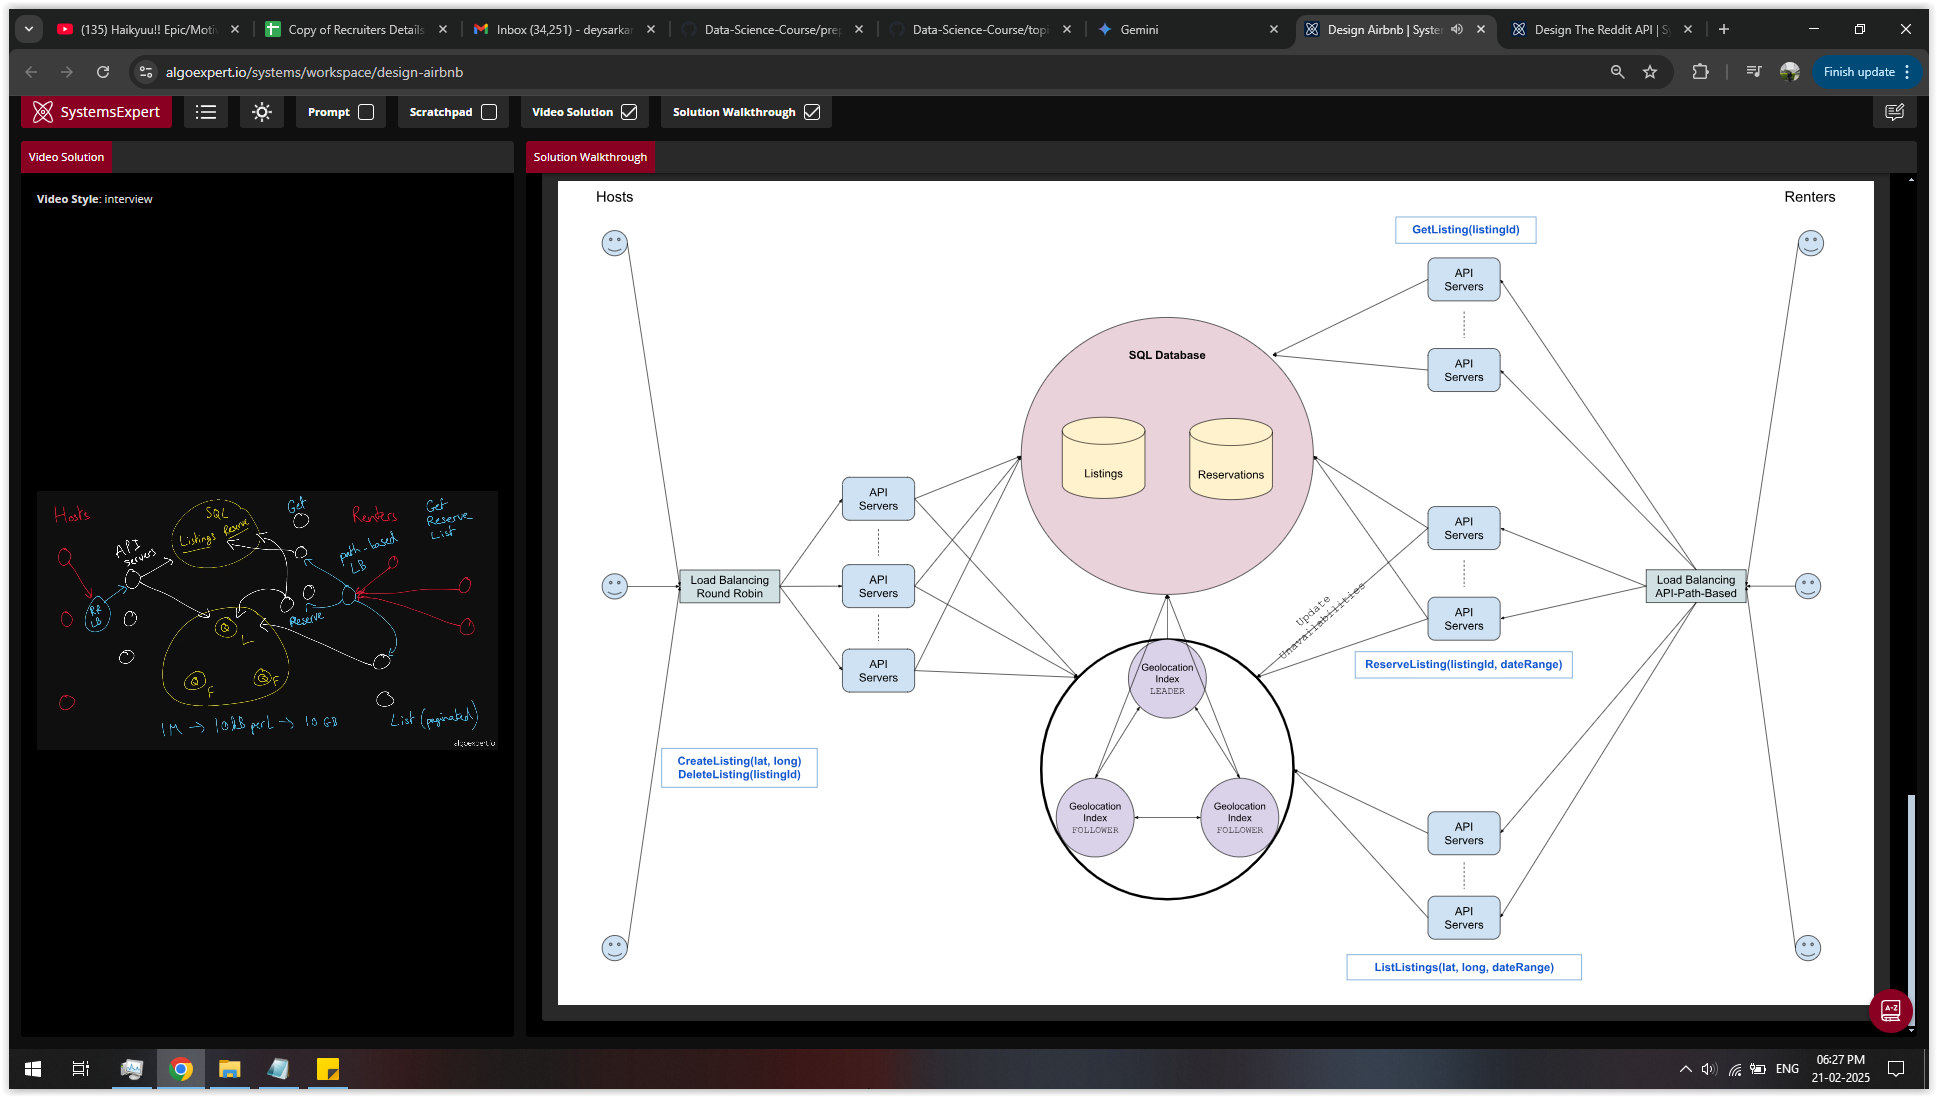 (135) Haikyuu!! Epic/Moti
Copy of Recruiters Details
Inbox (34,251) - deysarkar
Data-Science-Course/prep
Data-Science-Course/topi
Gemini
Design Airbnb | Syste
Design The Reddit API | S
algoexpert.io/systems/workspace/design-airbnb
Finish update
SystemsExpert
Prompt
Scratchpad
Video Solution
Solution Walkthrough
Video Solution
Video Style: interview
Hosts
API
servers
SQL
Listings Reserve
Get
Renters
Get
Reserve
List
path-based
LB
RR
LB
Reserve
Q
L
Q
F
Q
F
1M → 10kB per L → 10 GB
List (paginated)
algoexpert.io
Solution Walkthrough
Hosts
Renters
GetListing(listingId)
API
Servers
API
Servers
SQL Database
Listings
Reservations
API
Servers
API
Servers
API
Servers
Load Balancing
Round Robin
CreateListing(lat, long)
DeleteListing(listingId)
API
Servers
API
Servers
Load Balancing
API-Path-Based
Update
Unavailabilities
ReserveListing(listingId, dateRange)
Geolocation
Index
LEADER
Geolocation
Index
FOLLOWER
Geolocation
Index
FOLLOWER
API
Servers
API
Servers
ListListings(lat, long, dateRange)
A-Z
ENG
06:27 PM
21-02-2025